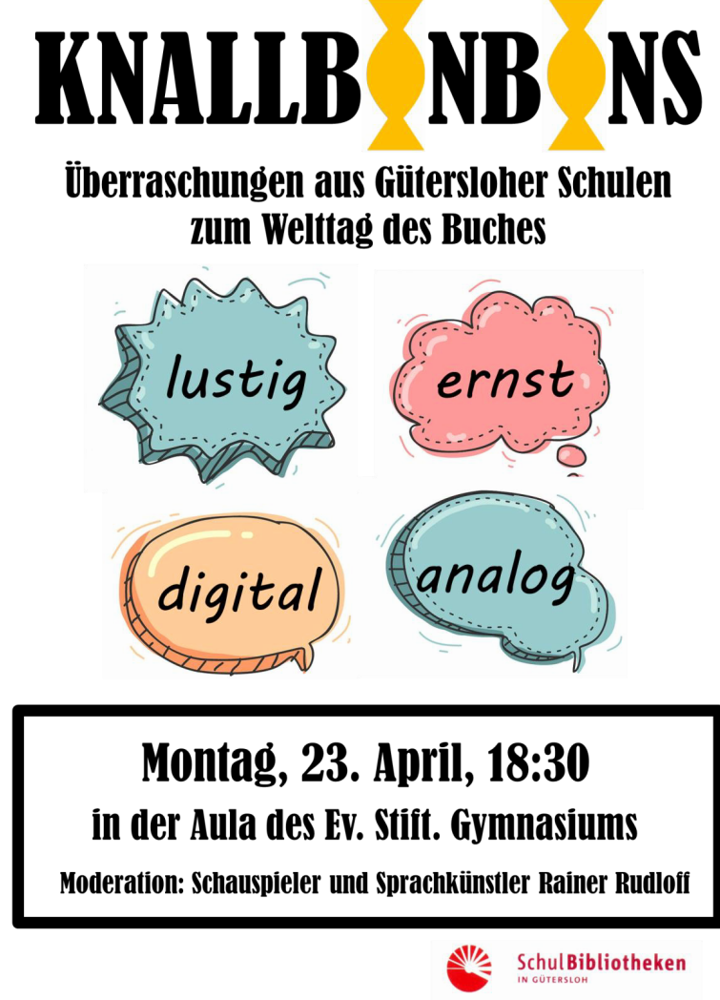 KNALLBONBONS
Überraschungen aus Gütersloher Schulen
zum Welttag des Buches
lustig
ernst
digital
analog
Montag, 23. April, 18:30
in der Aula des Ev. Stift. Gymnasiums
Moderation: Schauspieler und Sprachkünstler Rainer Rudloff
SchulBibliotheken
IN GÜTERSLOH